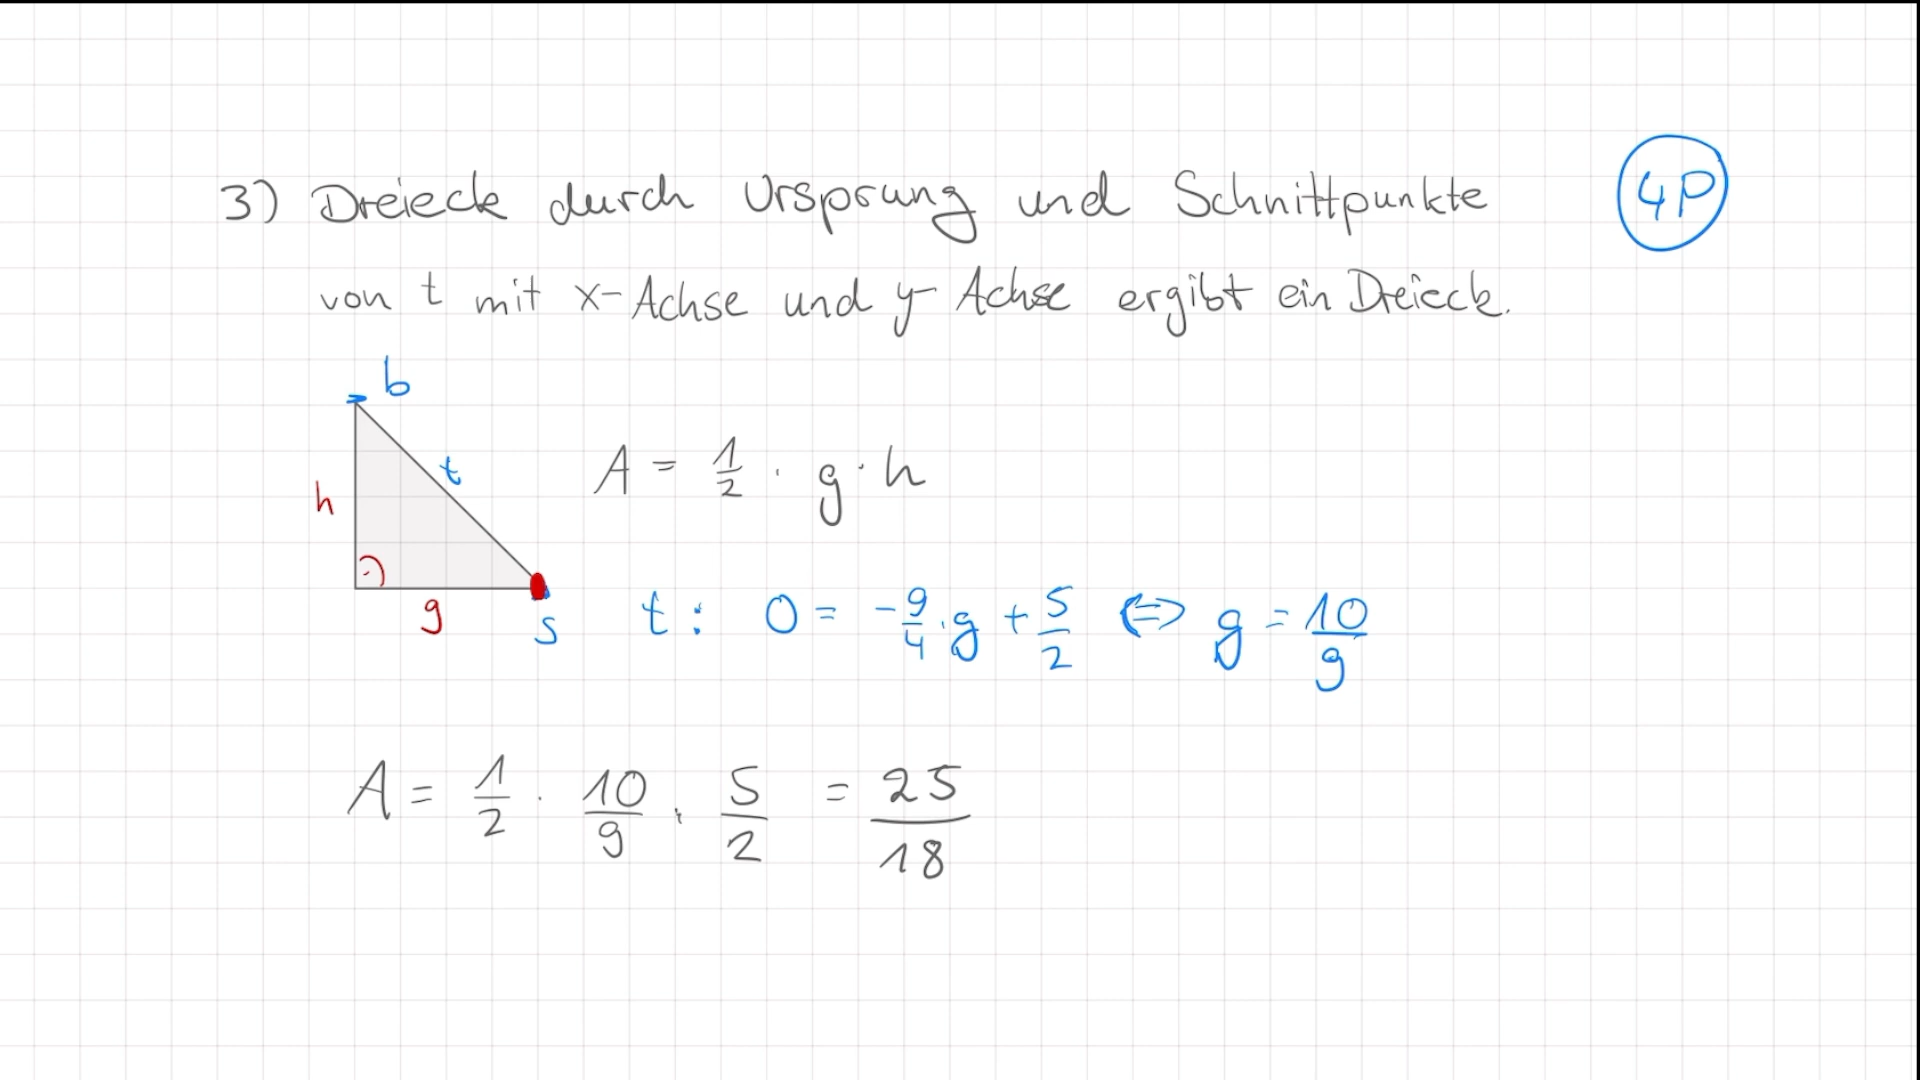 3) Dreieck durch Ursprung und Schnittpunkte 4P
von t mit x-Achse und y-Achse ergibt ein Dreieck.
b
t
h
g
s
A = 1/2 · g · h
t: 0 = -9/4 · g + 5/2 <=> g = 10/9
A = 1/2 · 10/9 · 5/2 = 25/18